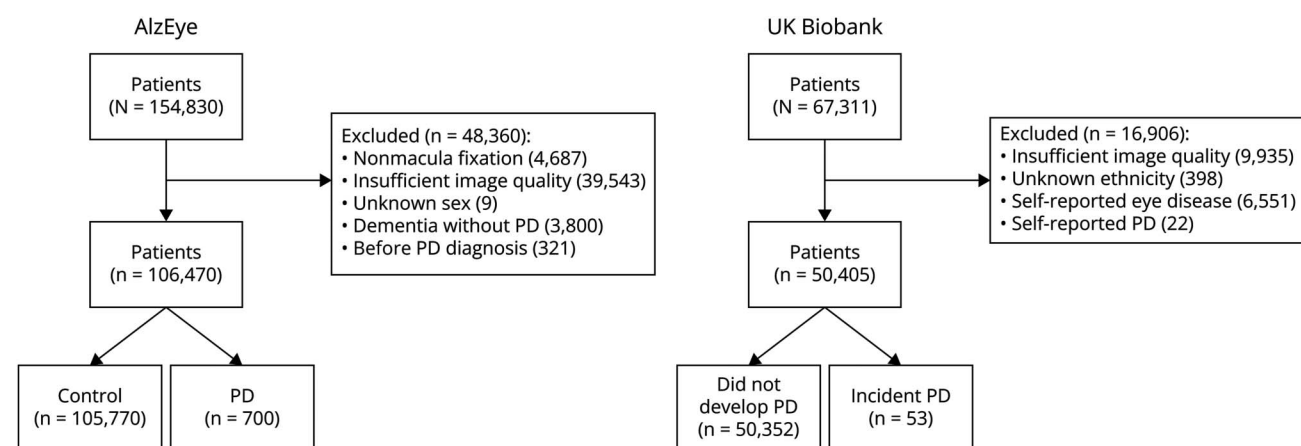 AlzEye
Patients
(N = 154,830)
Excluded (n = 48,360):
• Nonmacula fixation (4,687)
• Insufficient image quality (39,543)
• Unknown sex (9)
• Dementia without PD (3,800)
• Before PD diagnosis (321)
Patients
(n = 106,470)
Control
(n = 105,770)
PD
(n = 700)
UK Biobank
Patients
(N = 67,311)
Excluded (n = 16,906):
• Insufficient image quality (9,935)
• Unknown ethnicity (398)
• Self-reported eye disease (6,551)
• Self-reported PD (22)
Patients
(n = 50,405)
Did not
develop PD
(n = 50,352)
Incident PD
(n = 53)